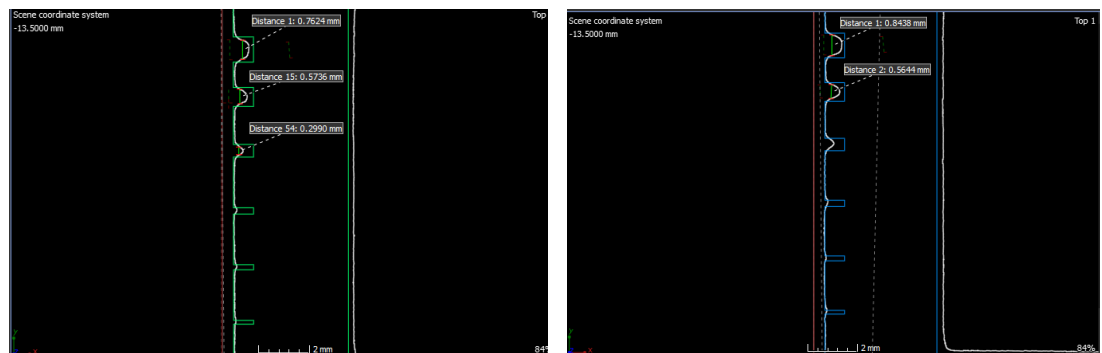 Scene coordinate system
Top
-13.5000 mm
Distance 1: 0.7624 mm
Distance 15: 0.5736 mm
Distance 54: 0.2990 mm
2 mm
84%
Scene coordinate system
Top 1
-13.5000 mm
Distance 1: 0.8438 mm
Distance 2: 0.5644 mm
2 mm
84%